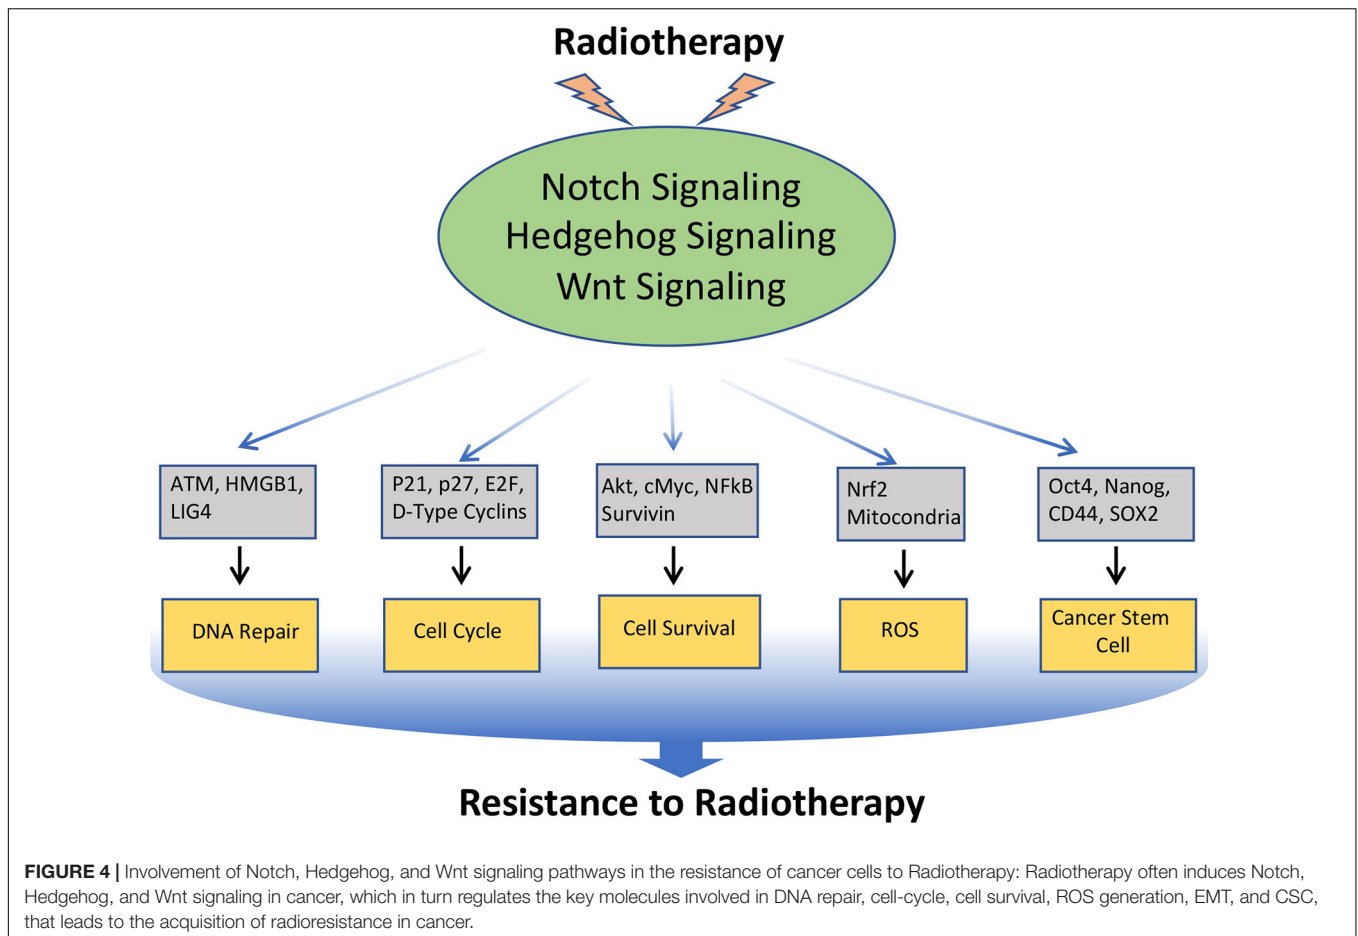 Radiotherapy
Notch Signaling
Hedgehog Signaling
Wnt Signaling
ATM, HMGB1,
LIG4
P21, p27, E2F,
D-Type Cyclins
Akt, cMyc, NFkB
Survivin
Nrf2
Mitocondria
Oct4, Nanog,
CD44, SOX2
DNA Repair
Cell Cycle
Cell Survival
ROS
Cancer Stem
Cell
Resistance to Radiotherapy
FIGURE 4 | Involvement of Notch, Hedgehog, and Wnt signaling pathways in the resistance of cancer cells to Radiotherapy: Radiotherapy often induces Notch,
Hedgehog, and Wnt signaling in cancer, which in turn regulates the key molecules involved in DNA repair, cell-cycle, cell survival, ROS generation, EMT, and CSC,
that leads to the acquisition of radioresistance in cancer.